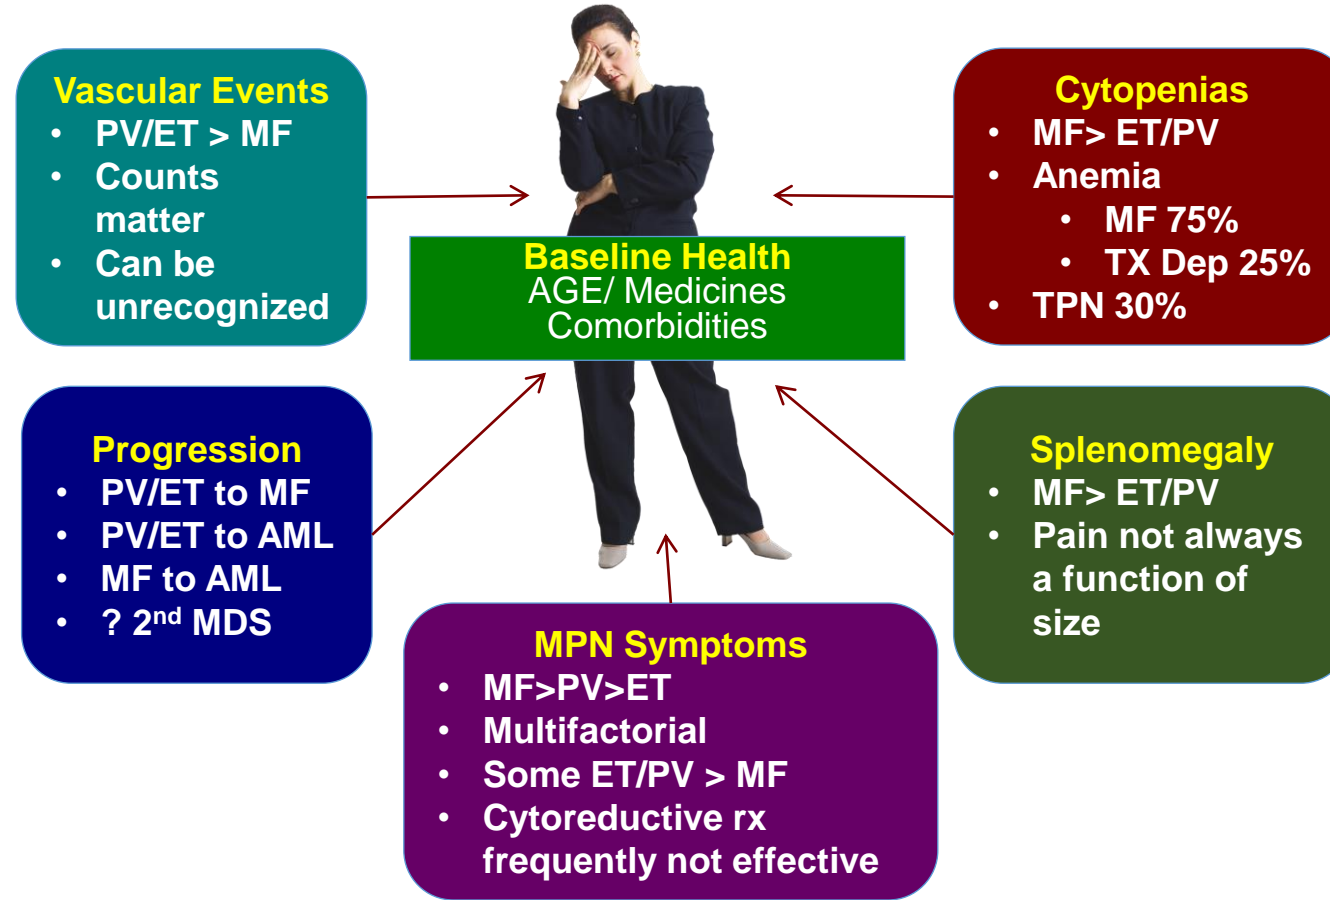 Vascular Events
• PV/ET > MF
• Counts
matter
• Can be
unrecognized
Cytopenias
• MF> ET/PV
• Anemia
• MF 75%
• TX Dep 25%
• TPN 30%
Baseline Health
AGE/ Medicines
Comorbidities
Progression
• PV/ET to MF
• PV/ET to AML
• MF to AML
• ? 2nd MDS
Splenomegaly
• MF> ET/PV
• Pain not always
a function of
size
MPN Symptoms
• MF>PV>ET
• Multifactorial
• Some ET/PV > MF
• Cytoreductive rx
frequently not effective